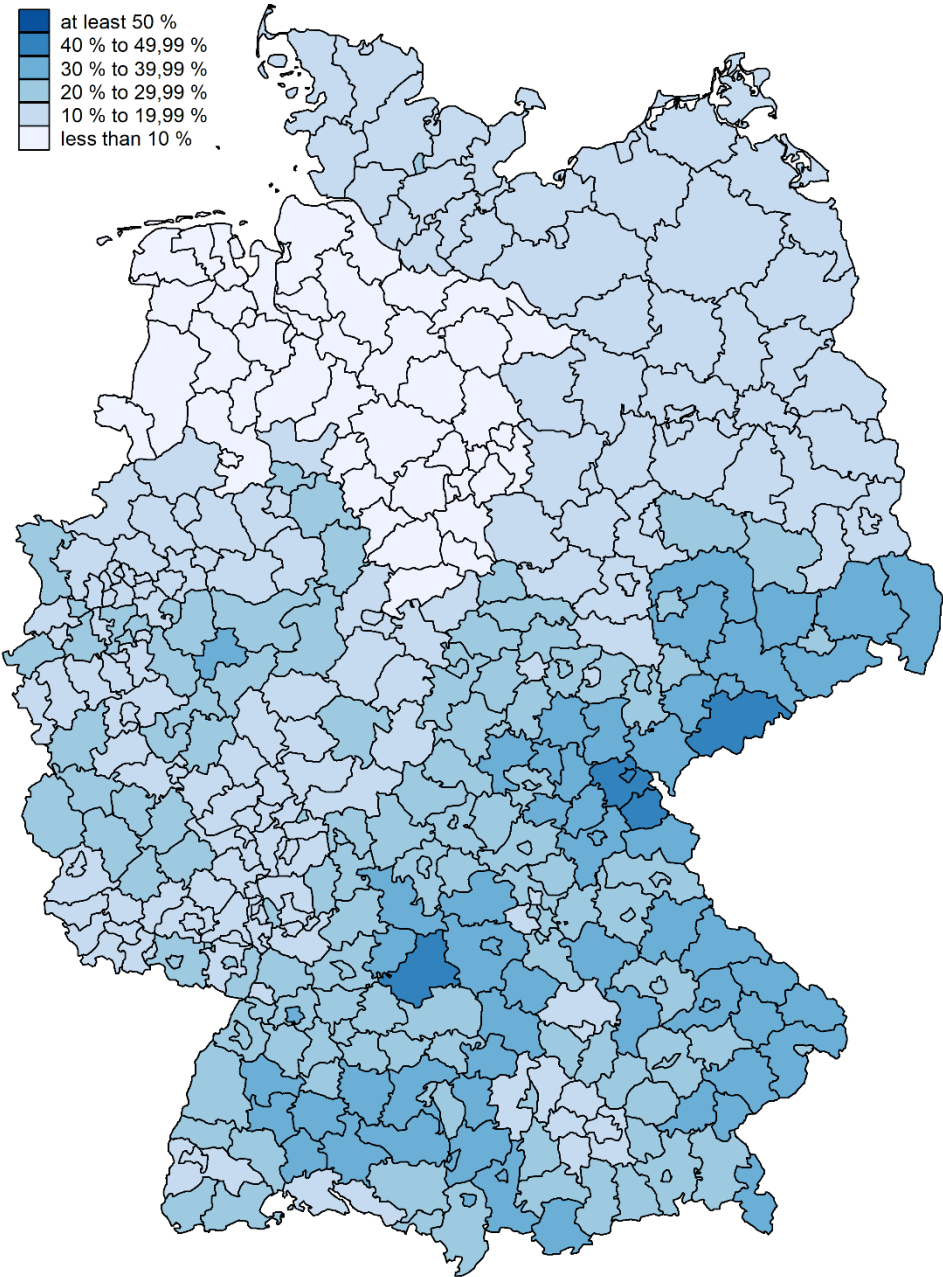 at least 50 %
40 % to 49,99 %
30 % to 39,99 %
20 % to 29,99 %
10 % to 19,99 %
less than 10 %